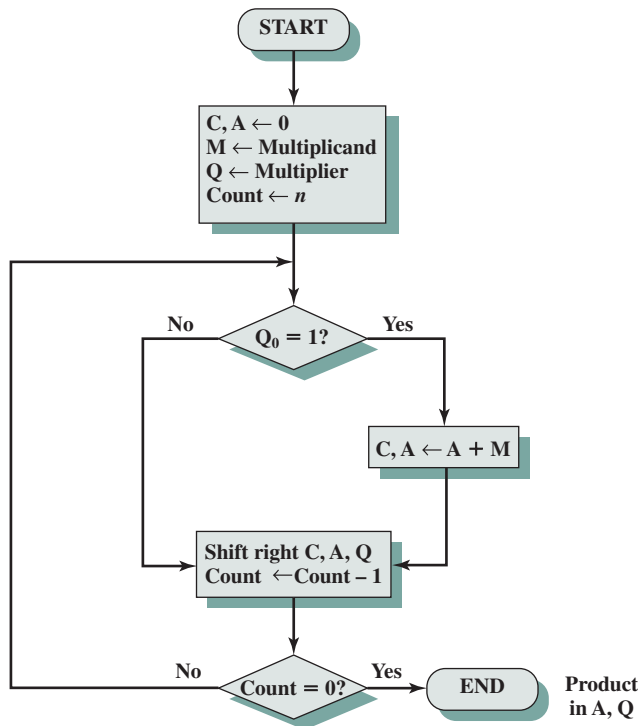 START
C, A ← 0
M ← Multiplicand
Q ← Multiplier
Count ← n
No
Q₀ = 1?
Yes
C, A ← A + M
Shift right C, A, Q
Count ← Count – 1
No
Count = 0?
Yes
END
Product
in A, Q